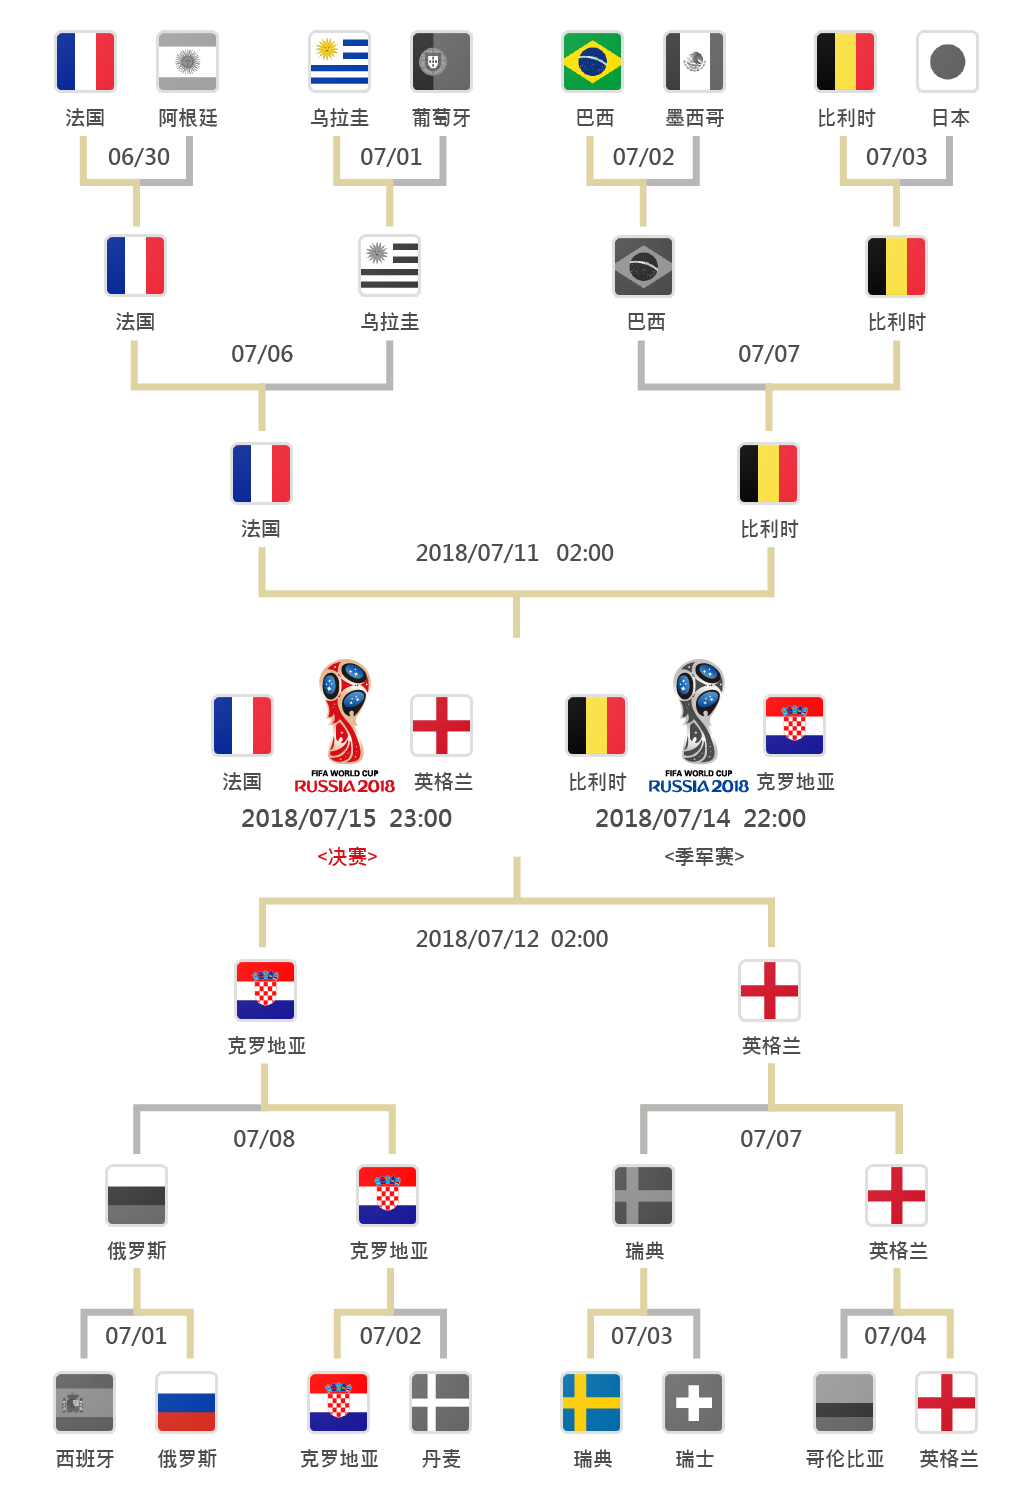 法国 阿根廷 乌拉圭 葡萄牙 巴西 墨西哥 比利时 日本
06/30 07/01 07/02 07/03
法国 乌拉圭 巴西 比利时
07/06 07/07
法国 比利时
2018/07/11 02:00
FIFA WORLD CUP FIFA WORLD CUP
RUSSIA 2018 RUSSIA 2018
法国 英格兰 比利时 克罗地亚
2018/07/15 23:00 2018/07/14 22:00
<决赛> <季军赛>
2018/07/12 02:00
克罗地亚 英格兰
07/08 07/07
俄罗斯 克罗地亚 瑞典 英格兰
07/01 07/02 07/03 07/04
西班牙 俄罗斯 克罗地亚 丹麦 瑞典 瑞士 哥伦比亚 英格兰